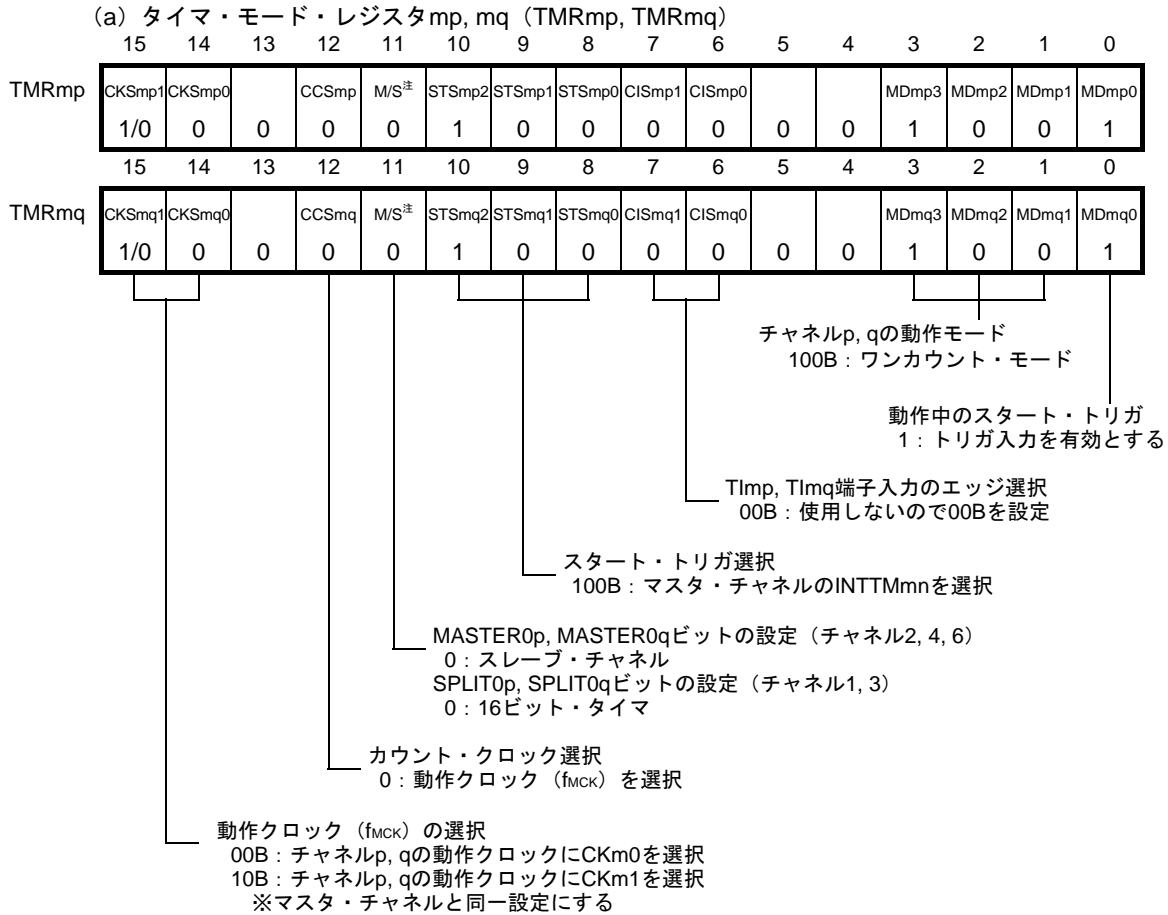 (a) タイマ・モード・レジスタmp, mq（TMRmp, TMRmq）
15 14 13 12 11 10 9 8 7 6 5 4 3 2 1 0
TMRmp CKSmp1 CKSmp0 CCSmp M/S注 STSmp2 STSmp1 STSmp0 CISmp1 CISmp0 MDmp3 MDmp2 MDmp1 MDmp0
1/0 0 0 0 0 1 0 0 0 0 0 0 1 0 0 1
15 14 13 12 11 10 9 8 7 6 5 4 3 2 1 0
TMRmq CKSmq1 CKSmq0 CCSmq M/S注 STSmq2 STSmq1 STSmq0 CISmq1 CISmq0 MDmq3 MDmq2 MDmq1 MDmq0
1/0 0 0 0 0 1 0 0 0 0 0 0 1 0 0 1
チャネルp, qの動作モード
100B：ワンカウント・モード
動作中のスタート・トリガ
1：トリガ入力を有効とする
TImp, TImq端子入力のエッジ選択
00B：使用しないので00Bを設定
スタート・トリガ選択
100B：マスタ・チャネルのINTTMmnを選択
MASTER0p, MASTER0qビットの設定（チャネル2, 4, 6）
0：スレーブ・チャネル
SPLIT0p, SPLIT0qビットの設定（チャネル1, 3）
0：16ビット・タイマ
カウント・クロック選択
0：動作クロック（fMCK）を選択
動作クロック（fMCK）の選択
00B：チャネルp, qの動作クロックにCKm0を選択
10B：チャネルp, qの動作クロックにCKm1を選択
※マスタ・チャネルと同一設定にする